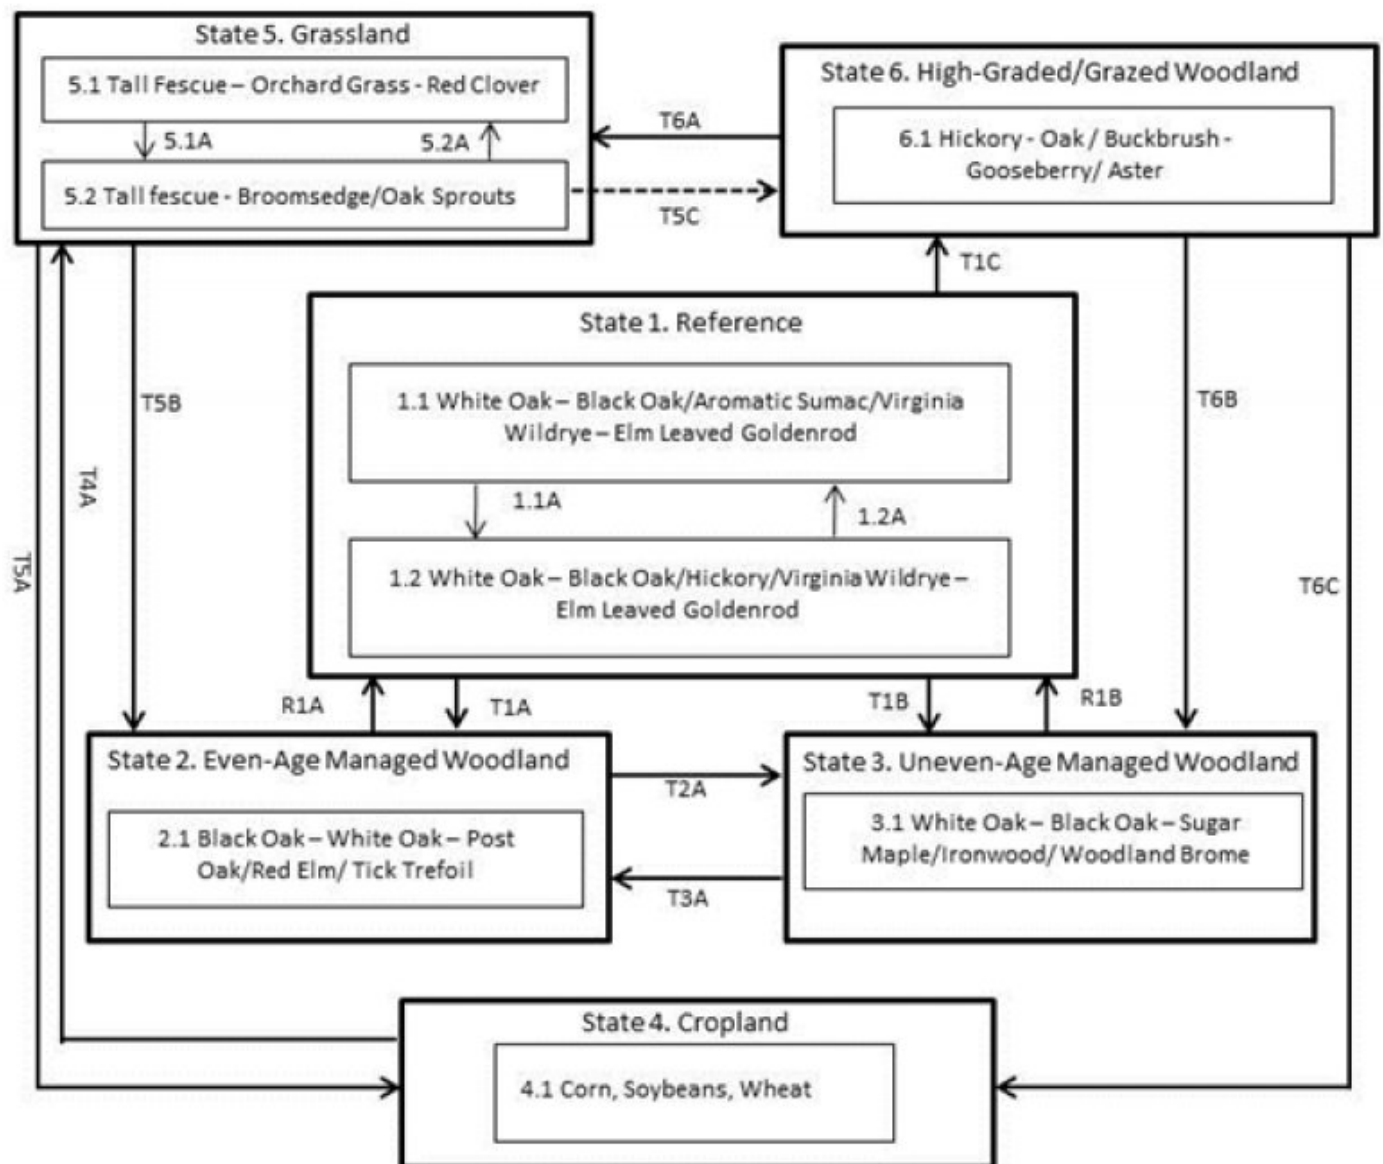 State 5. Grassland
5.1 Tall Fescue – Orchard Grass - Red Clover
5.1A
5.2A
5.2 Tall fescue - Broomsedge/Oak Sprouts
State 6. High-Graded/Grazed Woodland
6.1 Hickory - Oak / Buckbrush -
Gooseberry/ Aster
T6A
T5C
T1C
State 1. Reference
1.1 White Oak – Black Oak/Aromatic Sumac/Virginia
Wildrye – Elm Leaved Goldenrod
1.1A
1.2A
1.2 White Oak – Black Oak/Hickory/Virginia Wildrye –
Elm Leaved Goldenrod
T5B
T4A
T5A
T6B
T6C
R1A
T1A
T1B
R1B
State 2. Even-Age Managed Woodland
2.1 Black Oak – White Oak – Post
Oak/Red Elm/ Tick Trefoil
T2A
T3A
State 3. Uneven-Age Managed Woodland
3.1 White Oak – Black Oak – Sugar
Maple/Ironwood/ Woodland Brome
State 4. Cropland
4.1 Corn, Soybeans, Wheat